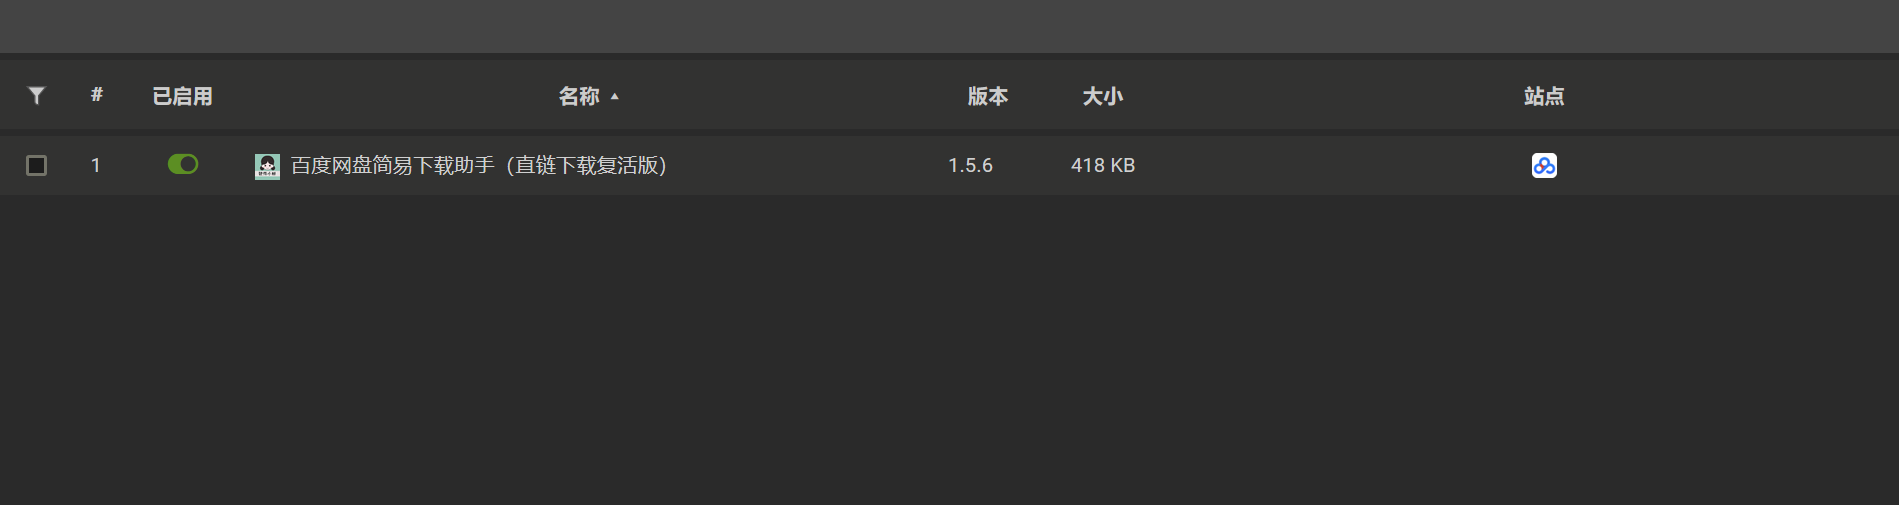 # 已启用 名称 ▲ 版本 大小 站点
1 百度网盘简易下载助手（直链下载复活版） 1.5.6 418 KB